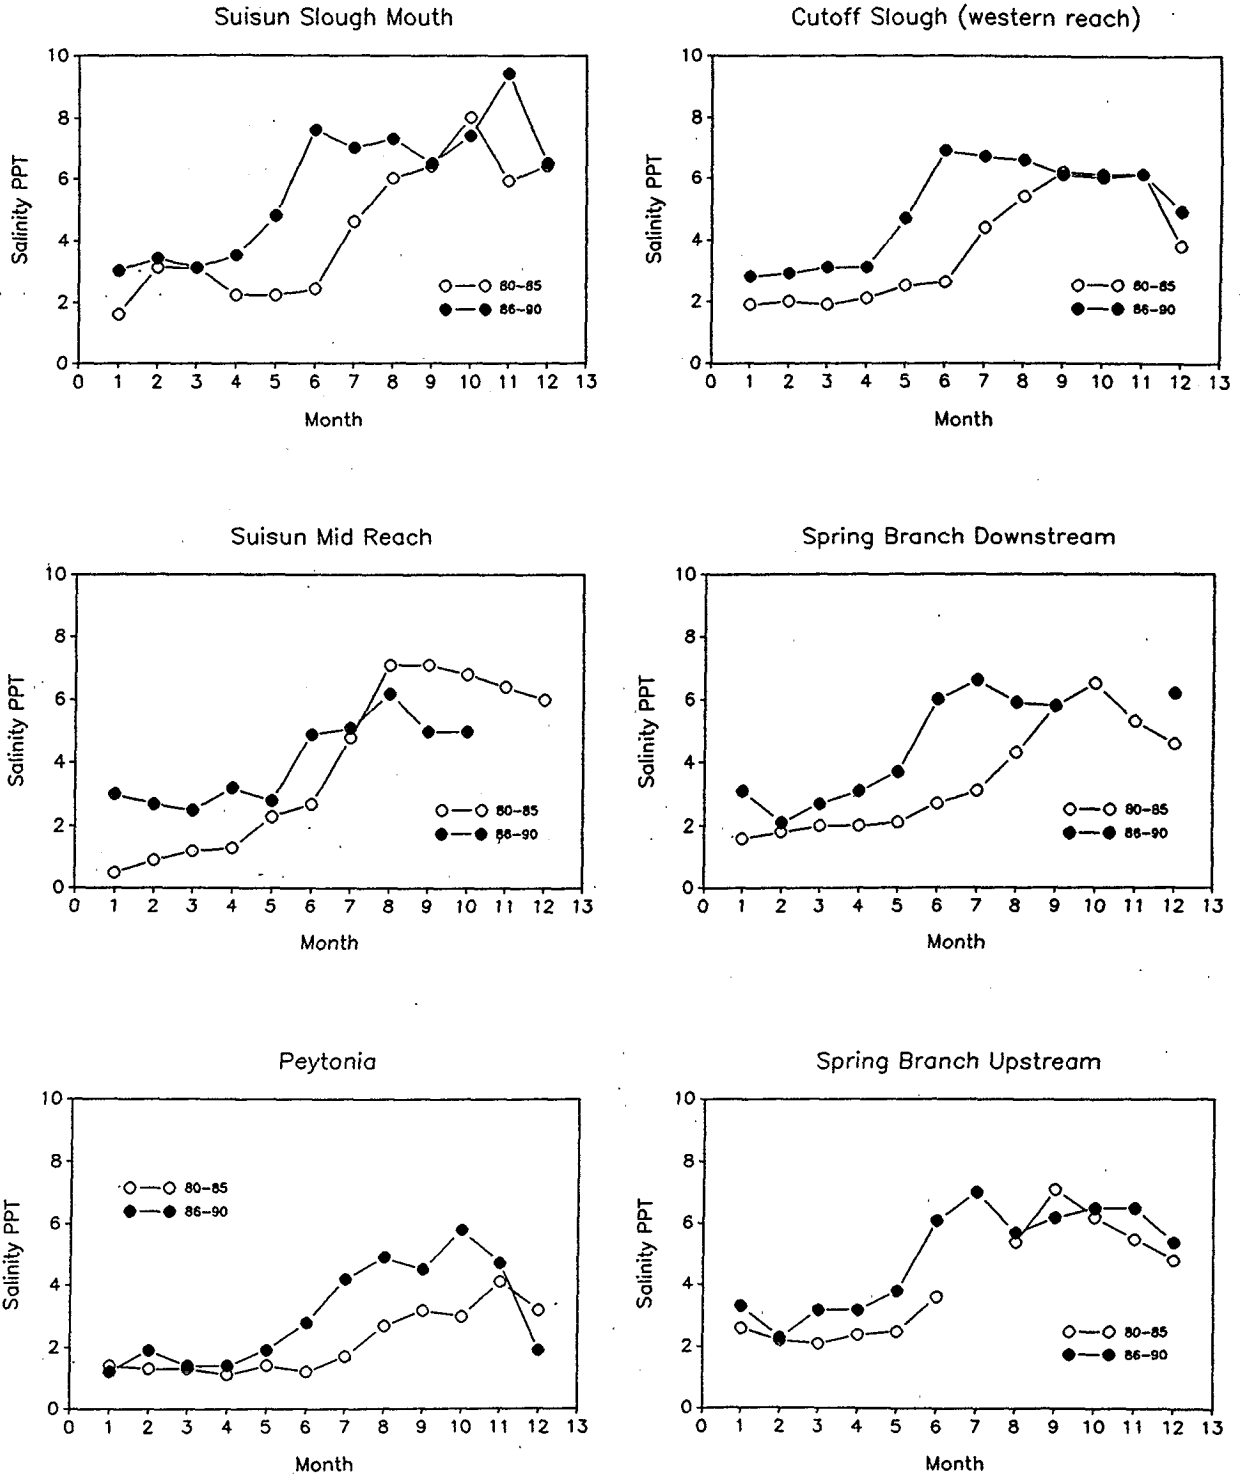 Suisun Slough Mouth
10
8
6
4
2
0
Salinity PPT
80-85
86-90
0 1 2 3 4 5 6 7 8 9 10 11 12 13
Month
Cutoff Slough (western reach)
10
8
6
4
2
0
Salinity PPT
80-85
86-90
0 1 2 3 4 5 6 7 8 9 10 11 12 13
Month
Suisun Mid Reach
10
8
6
4
2
0
Salinity PPT
80-85
86-90
0 1 2 3 4 5 6 7 8 9 10 11 12 13
Month
Spring Branch Downstream
10
8
6
4
2
0
Salinity PPT
80-85
86-90
0 1 2 3 4 5 6 7 8 9 10 11 12 13
Month
Peytonia
10
8
6
4
2
0
Salinity PPT
80-85
86-90
0 1 2 3 4 5 6 7 8 9 10 11 12 13
Month
Spring Branch Upstream
10
8
6
4
2
0
Salinity PPT
80-85
86-90
0 1 2 3 4 5 6 7 8 9 10 11 12 13
Month